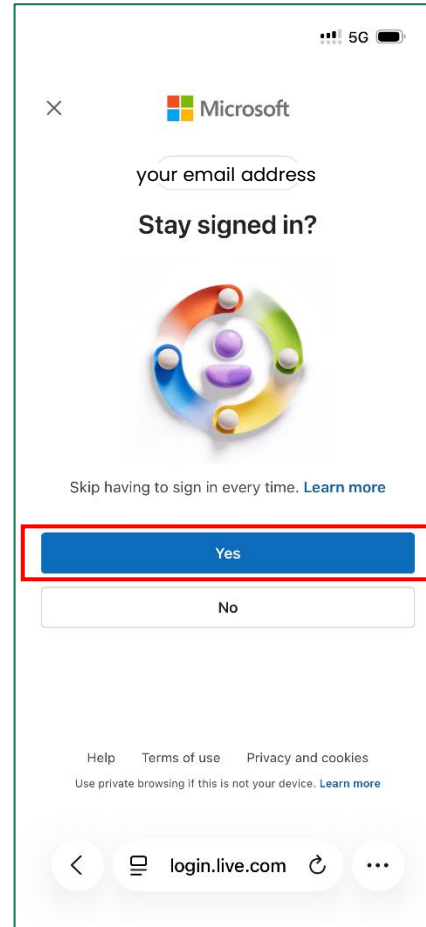 5G
Microsoft
your email address
Stay signed in?
Skip having to sign in every time. Learn more
Yes
No
Help Terms of use Privacy and cookies
Use private browsing if this is not your device. Learn more
login.live.com